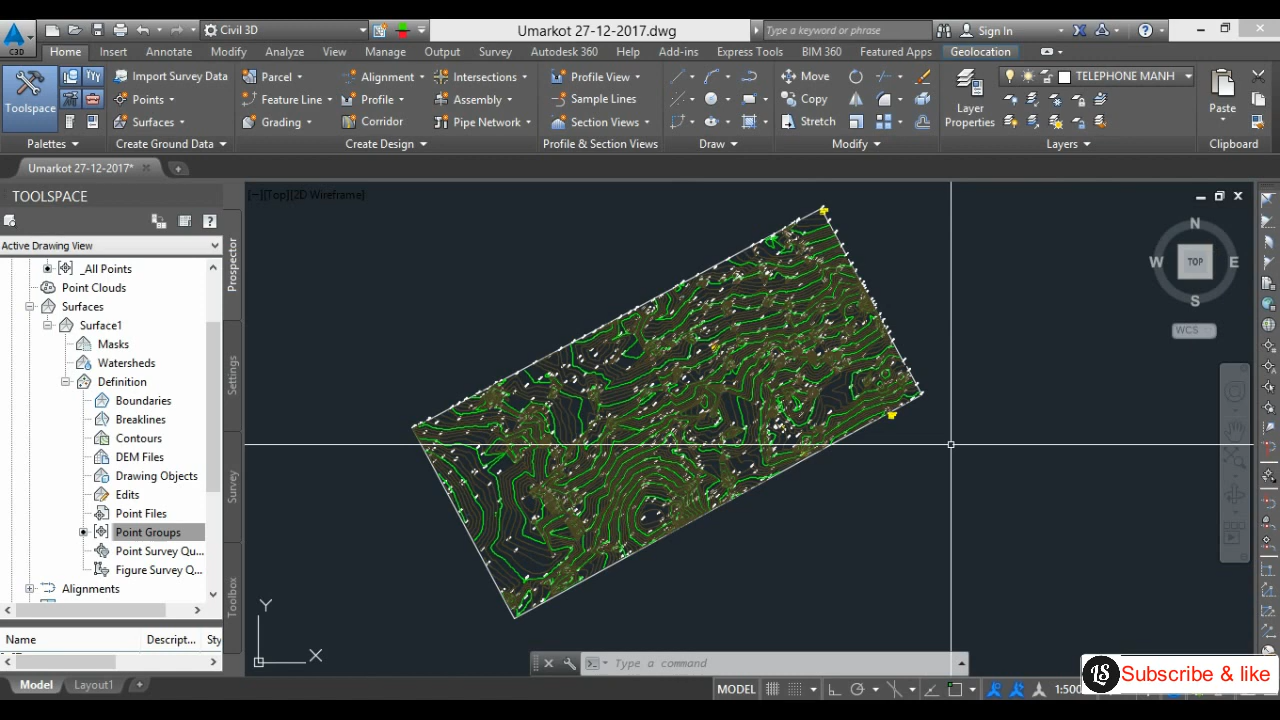 Civil 3D
Umarkot 27-12-2017.dwg
Type a keyword or phrase
Sign In
C3D
Home Insert Annotate Modify Analyze View Manage Output Survey Autodesk 360 Help Add-ins Express Tools BIM 360 Featured Apps Geolocation
Import Survey Data Parcel Alignment Intersections Profile View Move TELEPHONE MANH
Toolspace Points Feature Line Profile Assembly Sample Lines Copy Layer Properties Paste
Surfaces Grading Corridor Pipe Network Section Views Stretch
Palettes Create Ground Data Create Design Profile & Section Views Draw Modify Layers Clipboard
Umarkot 27-12-2017*
TOOLSPACE
[−][Top][2D Wireframe]
Active Drawing View
_All Points
Point Clouds
Surfaces
Surface1
Masks
Watersheds
Definition
Boundaries
Breaklines
Contours
DEM Files
Drawing Objects
Edits
Point Files
Point Groups
Point Survey Qu...
Figure Survey Q...
Alignments
Name Descript... Sty
Prospector
Settings
Survey
Toolbox
N
W TOP E
S
WCS
Y
X
Type a command
Model Layout1
MODEL
1:500
LS Subscribe & like